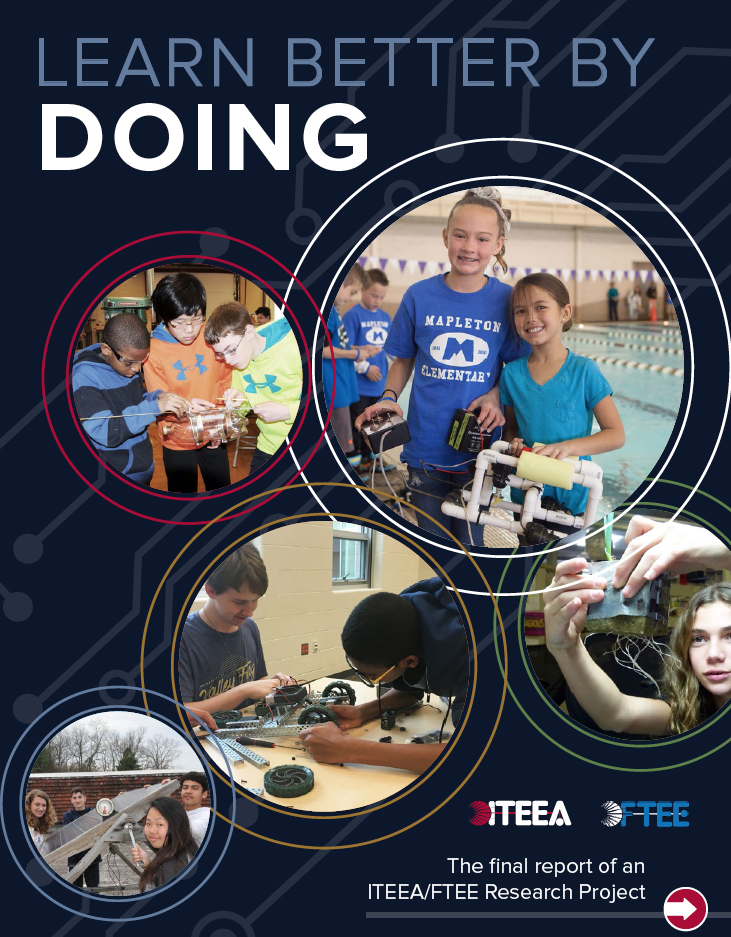 LEARN BETTER BY
DOING
MAPLETON
M
ELEMENTARY
ITEEA
FTEE
The final report of an
ITEEA/FTEE Research Project